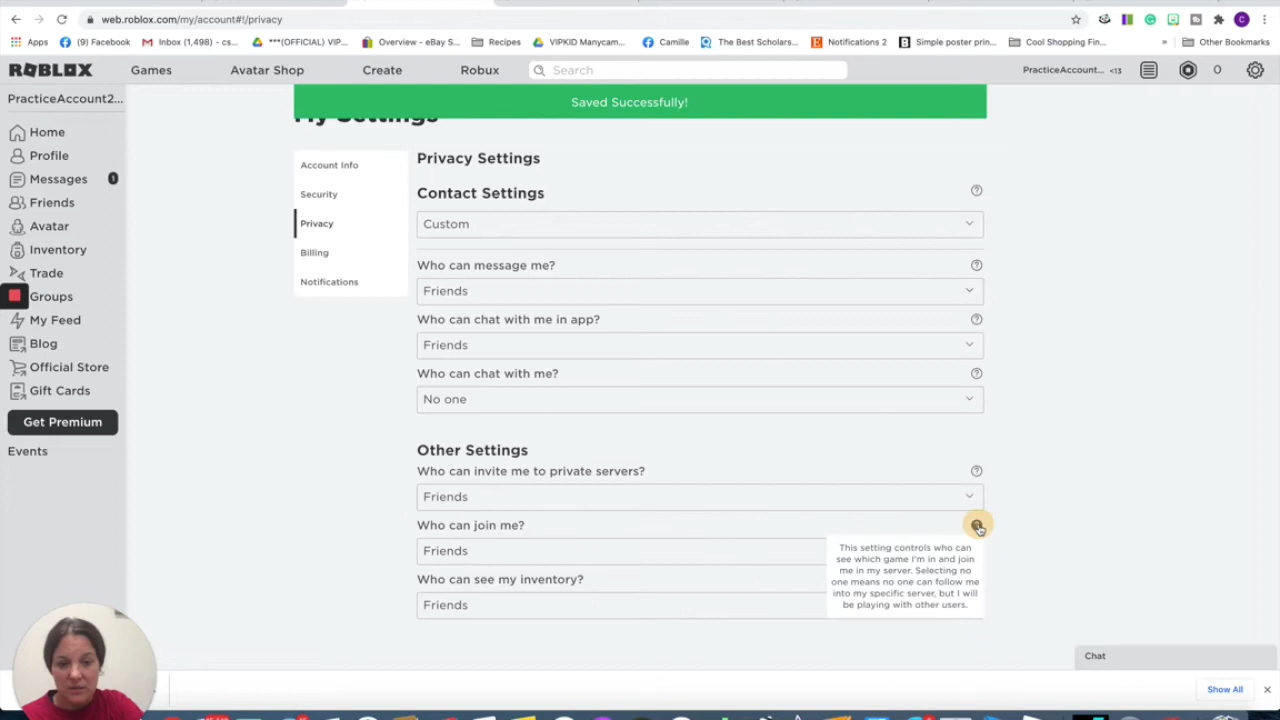 web.roblox.com/my/account#!/privacy
C
Apps
(9) Facebook
Inbox (1,498) - cs...
***(OFFICIAL) VIP...
Overview - eBay S...
Recipes
VIPKID Manycam...
Camille
The Best Scholars...
Notifications 2
Simple poster prin...
Cool Shopping Fin...
»
Other Bookmarks
ROBLOX
Games
Avatar Shop
Create
Robux
Search
PracticeAccount... <13
0
PracticeAccount2...
Saved Successfully!
My Settings
Home
Profile
Messages 1
Friends
Avatar
Inventory
Trade
Groups
My Feed
Blog
Official Store
Gift Cards
Get Premium
Events
Account Info
Security
Privacy
Billing
Notifications
Privacy Settings
Contact Settings
Custom
Who can message me?
Friends
Who can chat with me in app?
Friends
Who can chat with me?
No one
Other Settings
Who can invite me to private servers?
Friends
Who can join me?
Friends
This setting controls who can
see which game I'm in and join
me in my server. Selecting no
one means no one can follow me
into my specific server, but I will
be playing with other users.
Who can see my inventory?
Friends
Chat
Show All